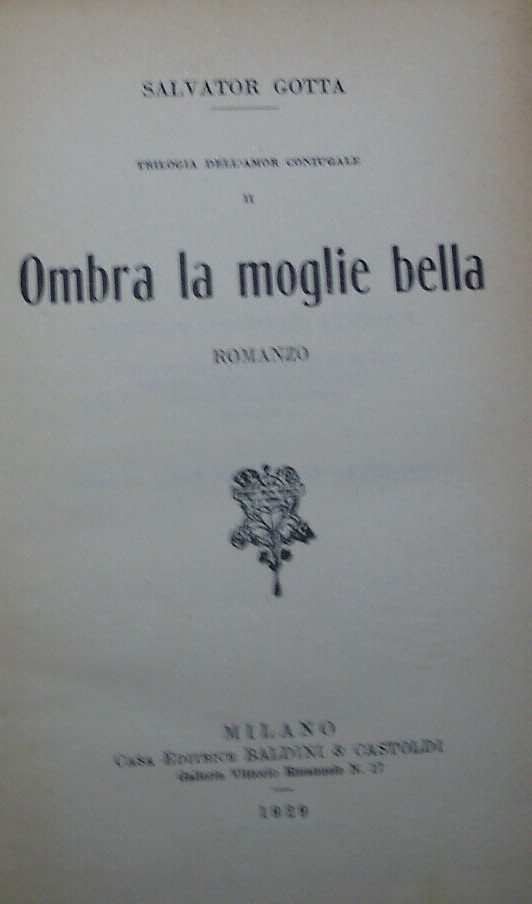 SALVATOR GOTTA
TRILOGIA DELL'AMOR CONIUGALE
II
Ombra la moglie bella
ROMANZO
MILANO
CASA EDITRICE BALDINI & CASTOLDI
Galleria Vittorio Emanuele N. 17
1929